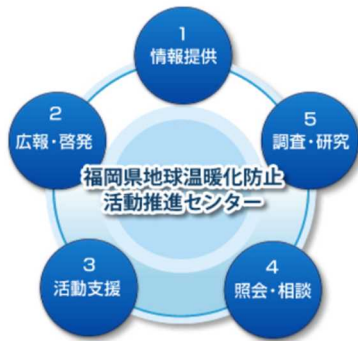 1
情報提供
2
広報・啓発
5
調査・研究
福岡県地球温暖化防止
活動推進センター
3
活動支援
4
照会・相談